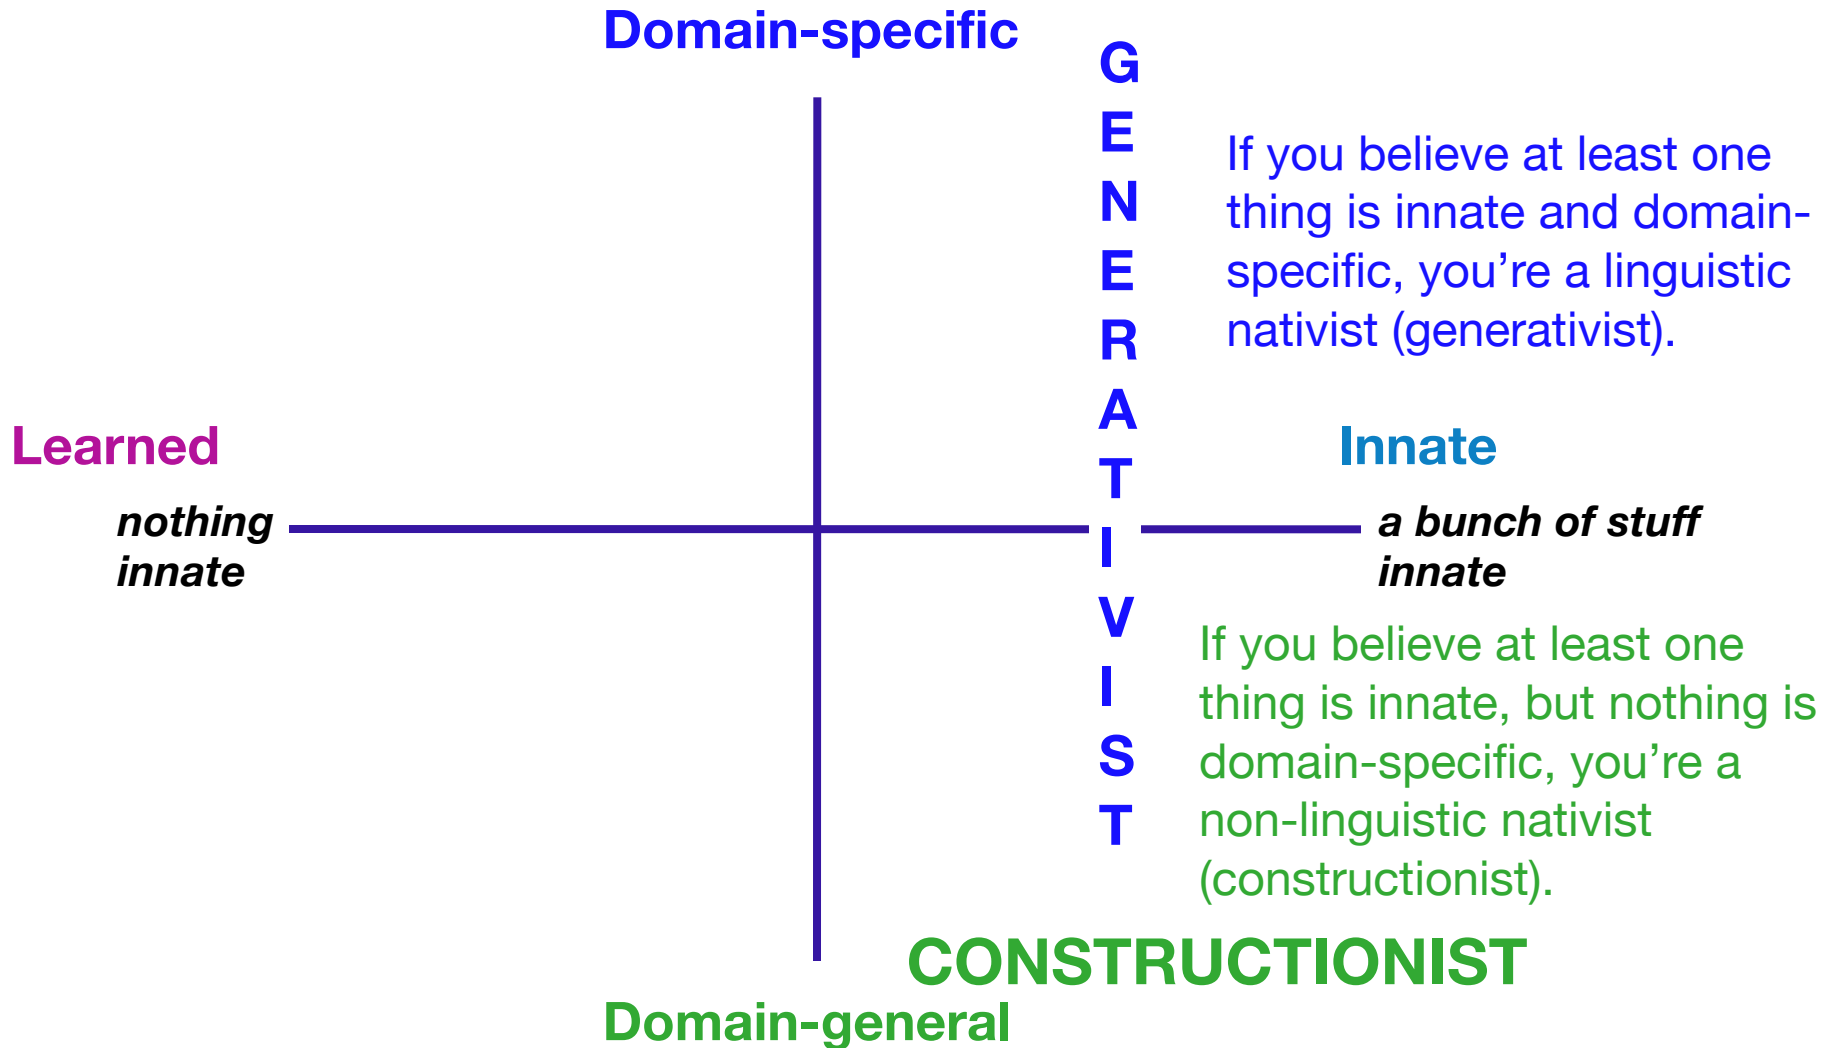 Domain-specific
GENERATIVIST
If you believe at least one
thing is innate and domain-
specific, you’re a linguistic
nativist (generativist).
Learned
Innate
nothing
innate
a bunch of stuff
innate
If you believe at least one
thing is innate, but nothing is
domain-specific, you’re a
non-linguistic nativist
(constructionist).
CONSTRUCTIONIST
Domain-general